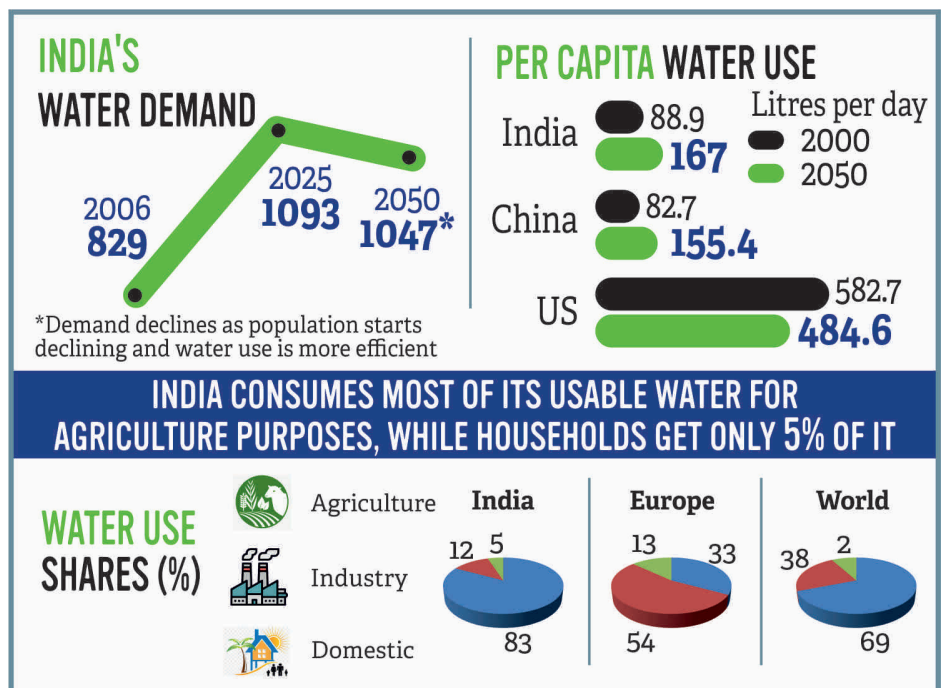 INDIA'S
WATER DEMAND
2006
829
2025
1093
2050
1047*
*Demand declines as population starts
declining and water use is more efficient
PER CAPITA WATER USE
Litres per day
2000
2050
India
88.9
167
China
82.7
155.4
US
582.7
484.6
INDIA CONSUMES MOST OF ITS USABLE WATER FOR
AGRICULTURE PURPOSES, WHILE HOUSEHOLDS GET ONLY 5% OF IT
WATER USE
SHARES (%)
Agriculture
Industry
Domestic
India
12 5
83
Europe
13 33
54
World
38 2
69